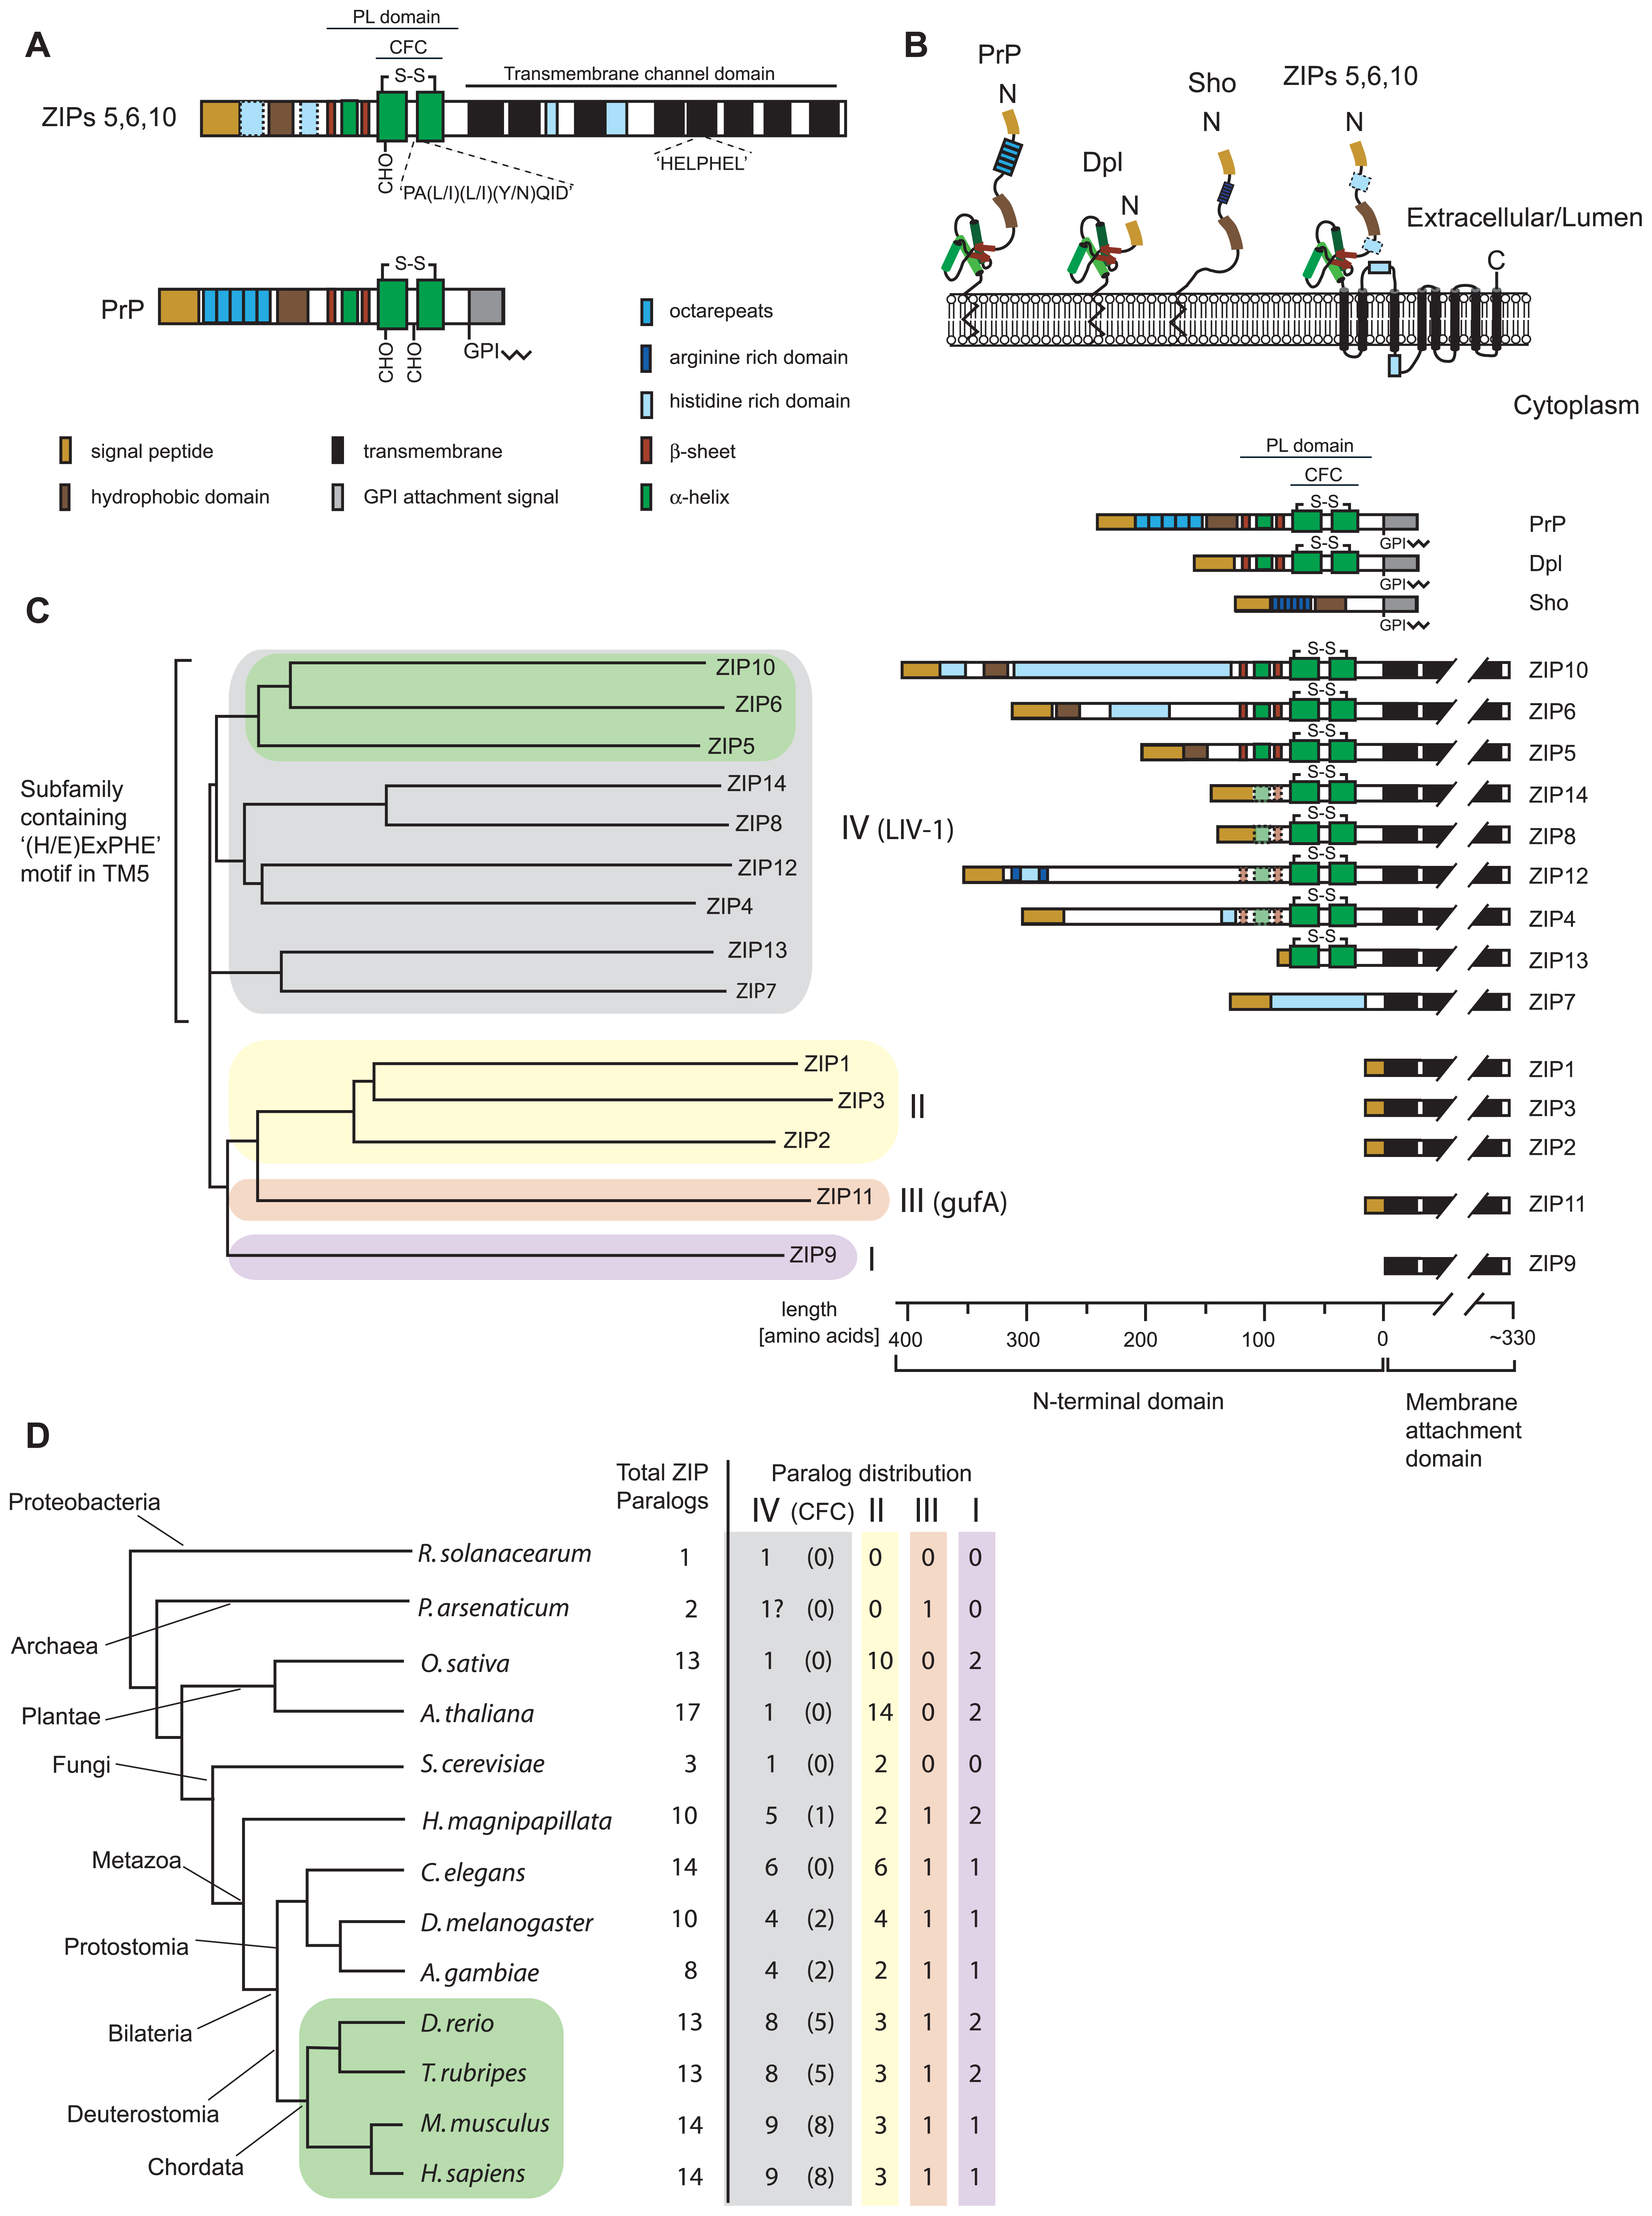 A
PL domain
CFC
S-S
Transmembrane channel domain
ZIPs 5,6,10
CHO
'PA(L/I)(L/I)(Y/N)QID'
'HELPHEL'
S-S
PrP
CHO
CHO
GPI
octarepeats
arginine rich domain
histidine rich domain
signal peptide
transmembrane
β-sheet
hydrophobic domain
GPI attachment signal
α-helix
B
PrP
N
Dpl
N
Sho
N
ZIPs 5,6,10
N
Extracellular/Lumen
C
Cytoplasm
PL domain
CFC
S-S
PrP
GPI
S-S
Dpl
GPI
Sho
GPI
C
Subfamily
containing
'(H/E)ExPHE'
motif in TM5
ZIP10
ZIP6
ZIP5
ZIP14
ZIP8
ZIP12
ZIP4
ZIP13
ZIP7
IV (LIV-1)
ZIP1
ZIP3
ZIP2
II
ZIP11
III (gufA)
ZIP9
I
S-S
ZIP10
S-S
ZIP6
S-S
ZIP5
S-S
ZIP14
S-S
ZIP8
S-S
ZIP12
S-S
ZIP4
S-S
ZIP13
ZIP7
ZIP1
ZIP3
ZIP2
ZIP11
ZIP9
length
[amino acids]
400 300 200 100 0 ~330
N-terminal domain
Membrane
attachment
domain
D
Total ZIP
Paralogs
Paralog distribution
IV (CFC) II III I
Proteobacteria
Archaea
Plantae
Fungi
Metazoa
Protostomia
Bilateria
Deuterostomia
Chordata
R. solanacearum 1 1 (0) 0 0 0
P. arsenaticum 2 1? (0) 0 1 0
O. sativa 13 1 (0) 10 0 2
A. thaliana 17 1 (0) 14 0 2
S. cerevisiae 3 1 (0) 2 0 0
H. magnipapillata 10 5 (1) 2 1 2
C. elegans 14 6 (0) 6 1 1
D. melanogaster 10 4 (2) 4 1 1
A. gambiae 8 4 (2) 2 1 1
D. rerio 13 8 (5) 3 1 2
T. rubripes 13 8 (5) 3 1 2
M. musculus 14 9 (8) 3 1 1
H. sapiens 14 9 (8) 3 1 1